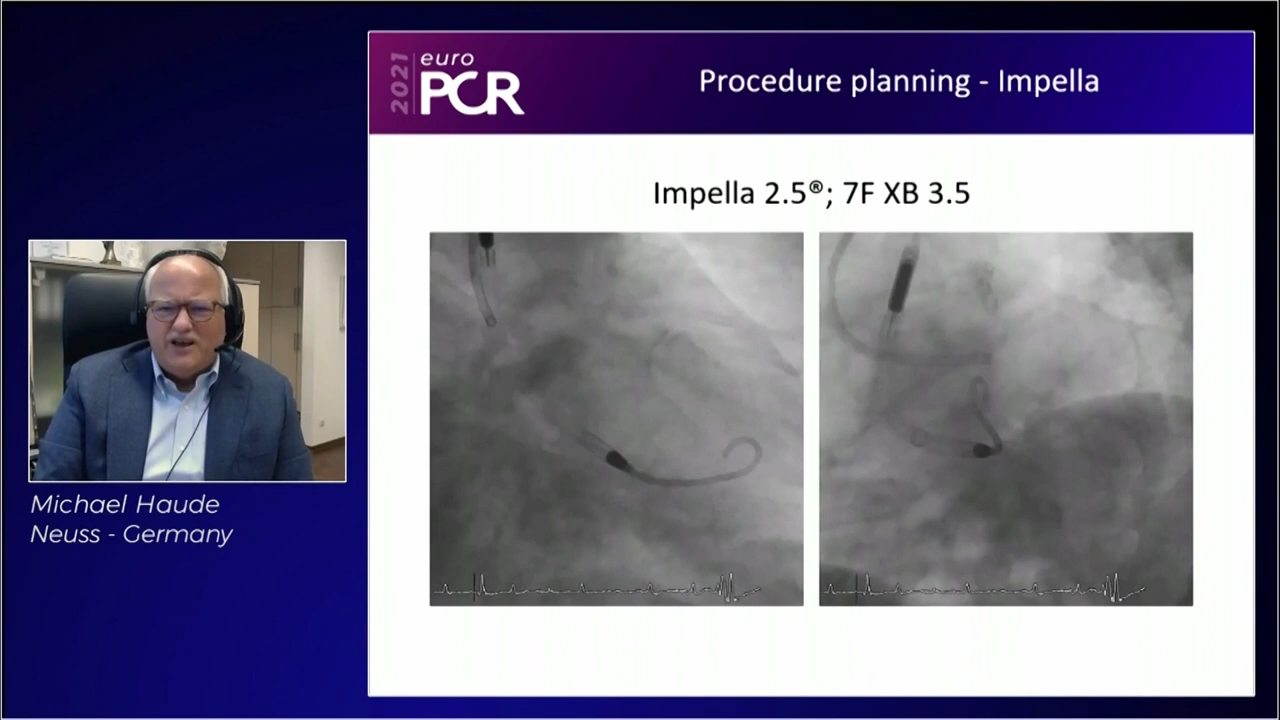 2021
euro
PCR
Procedure planning - Impella
Impella 2.5®; 7F XB 3.5
Michael Haude
Neuss - Germany